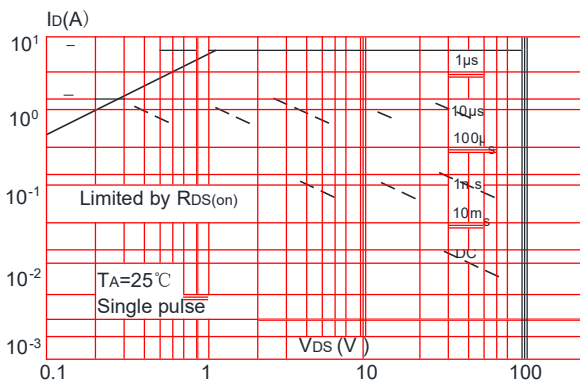 ID(A)
101
1µs
10µs
100
100µs
1ms
10-1
Limited by RDS(on)
10ms
DC
TA=25℃
10-2
Single pulse
VDS (V )
10-3
0.1
1
10
100